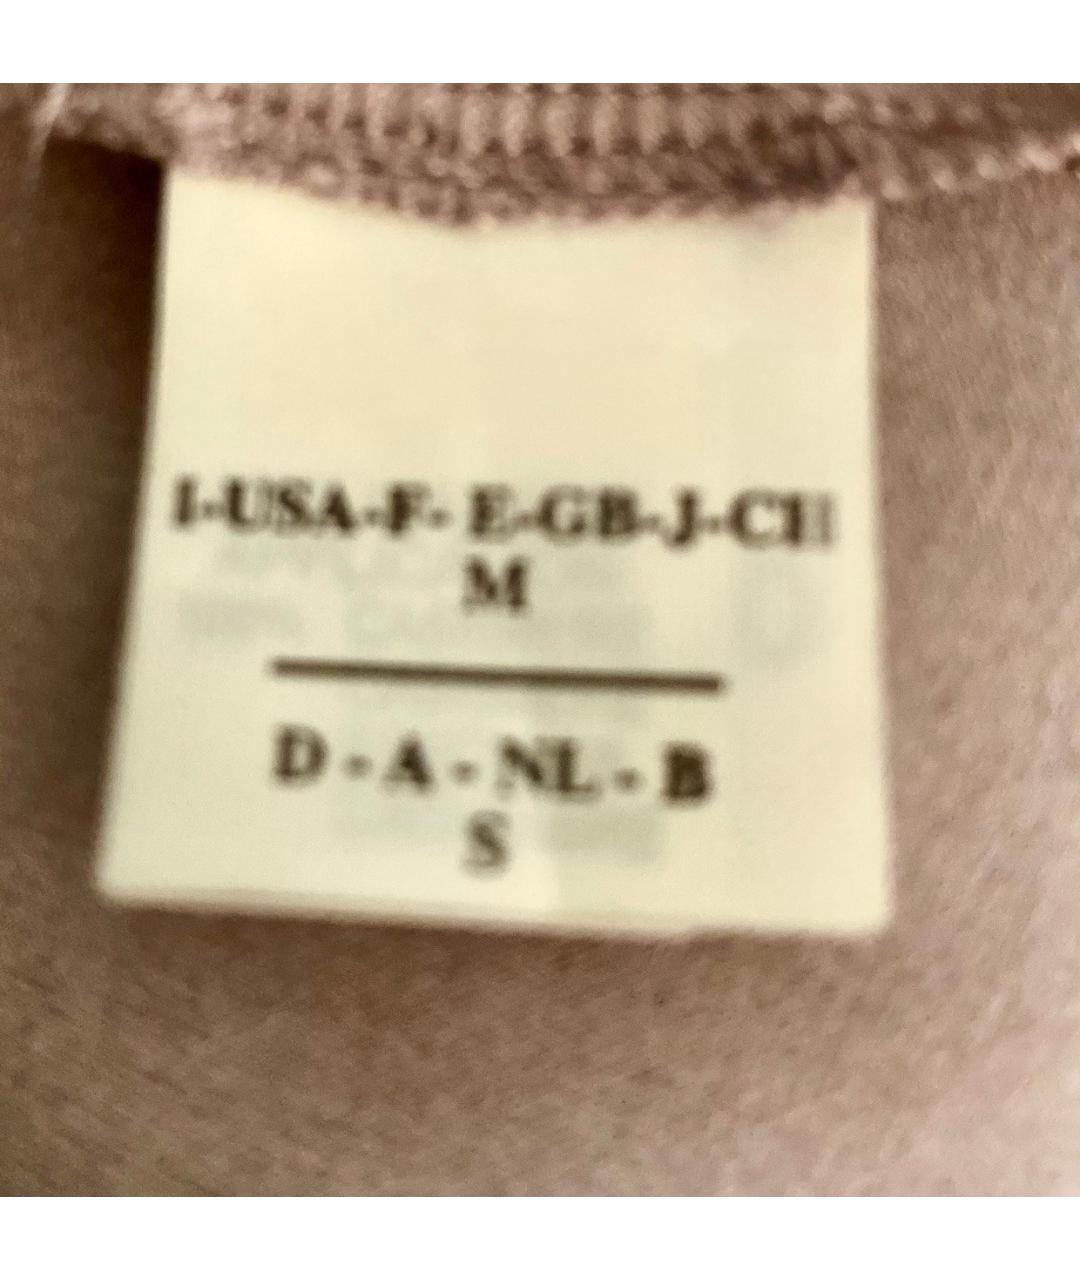 I-USA-F- E-GB-J-CH
M
D - A - NL - B
S